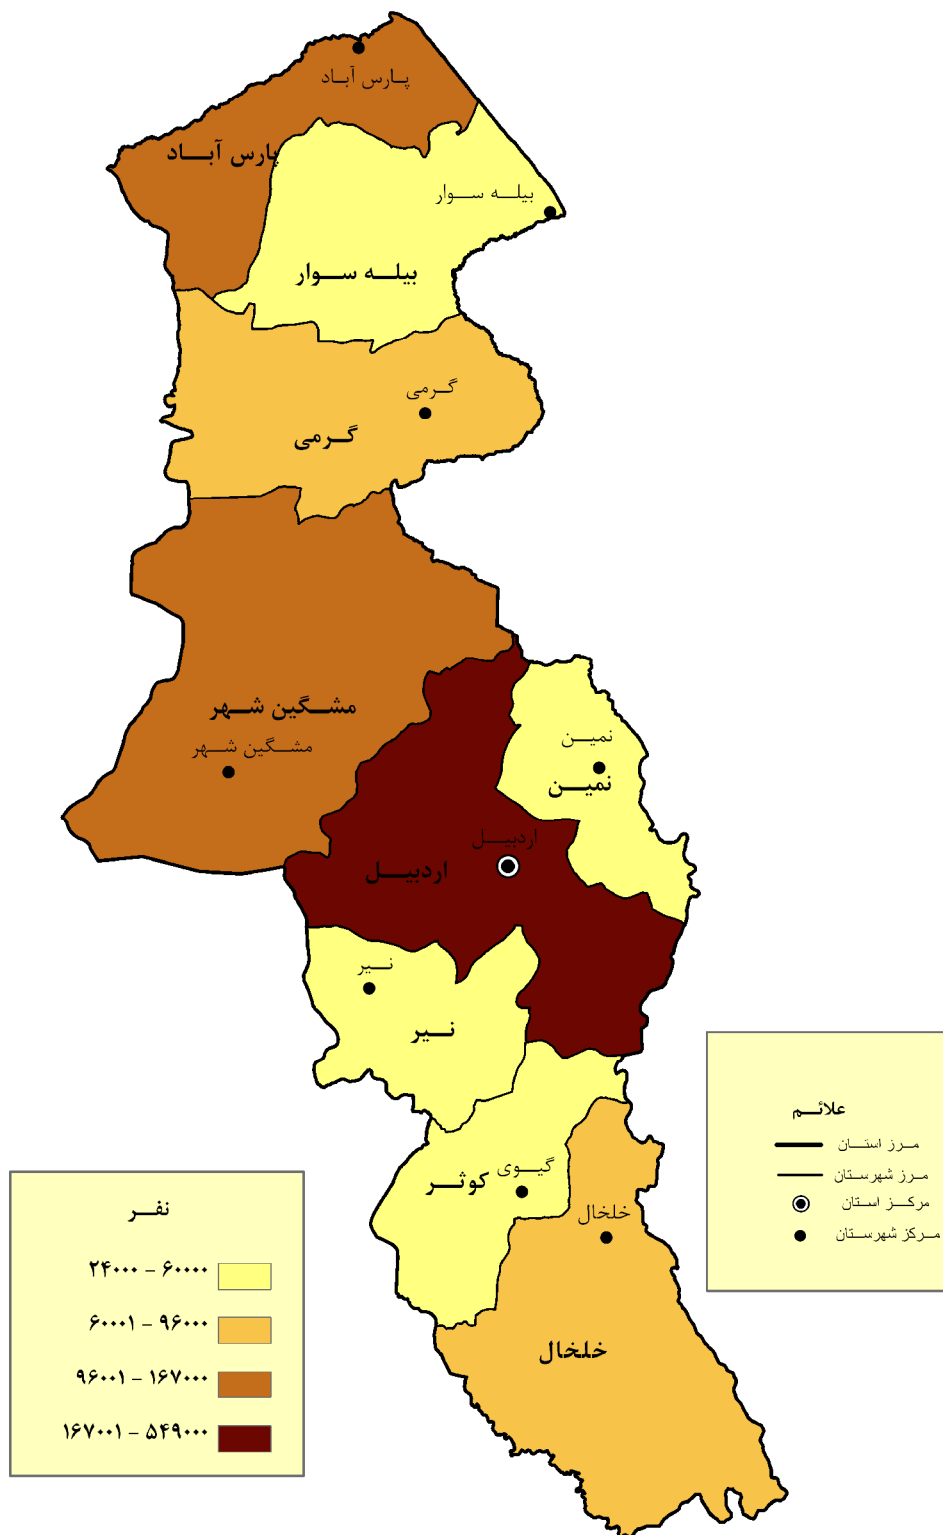 پارس آباد
پارس آباد
بیله سوار
بیله سوار
گرمی
گرمی
مشگین شهر
مشگین شهر
نمین
نمین
اردبیل
اردبیل
نیر
نیر
گیوی
کوثر
خلخال
خلخال
علائم
مرز استان
مرز شهرستان
مرکز استان
مرکز شهرستان
نفر
۲۴۰۰۰ - ۶۰۰۰۰
۶۰۰۰۱ - ۹۶۰۰۰
۹۶۰۰۱ - ۱۶۷۰۰۰
۱۶۷۰۰۱ - ۵۴۹۰۰۰